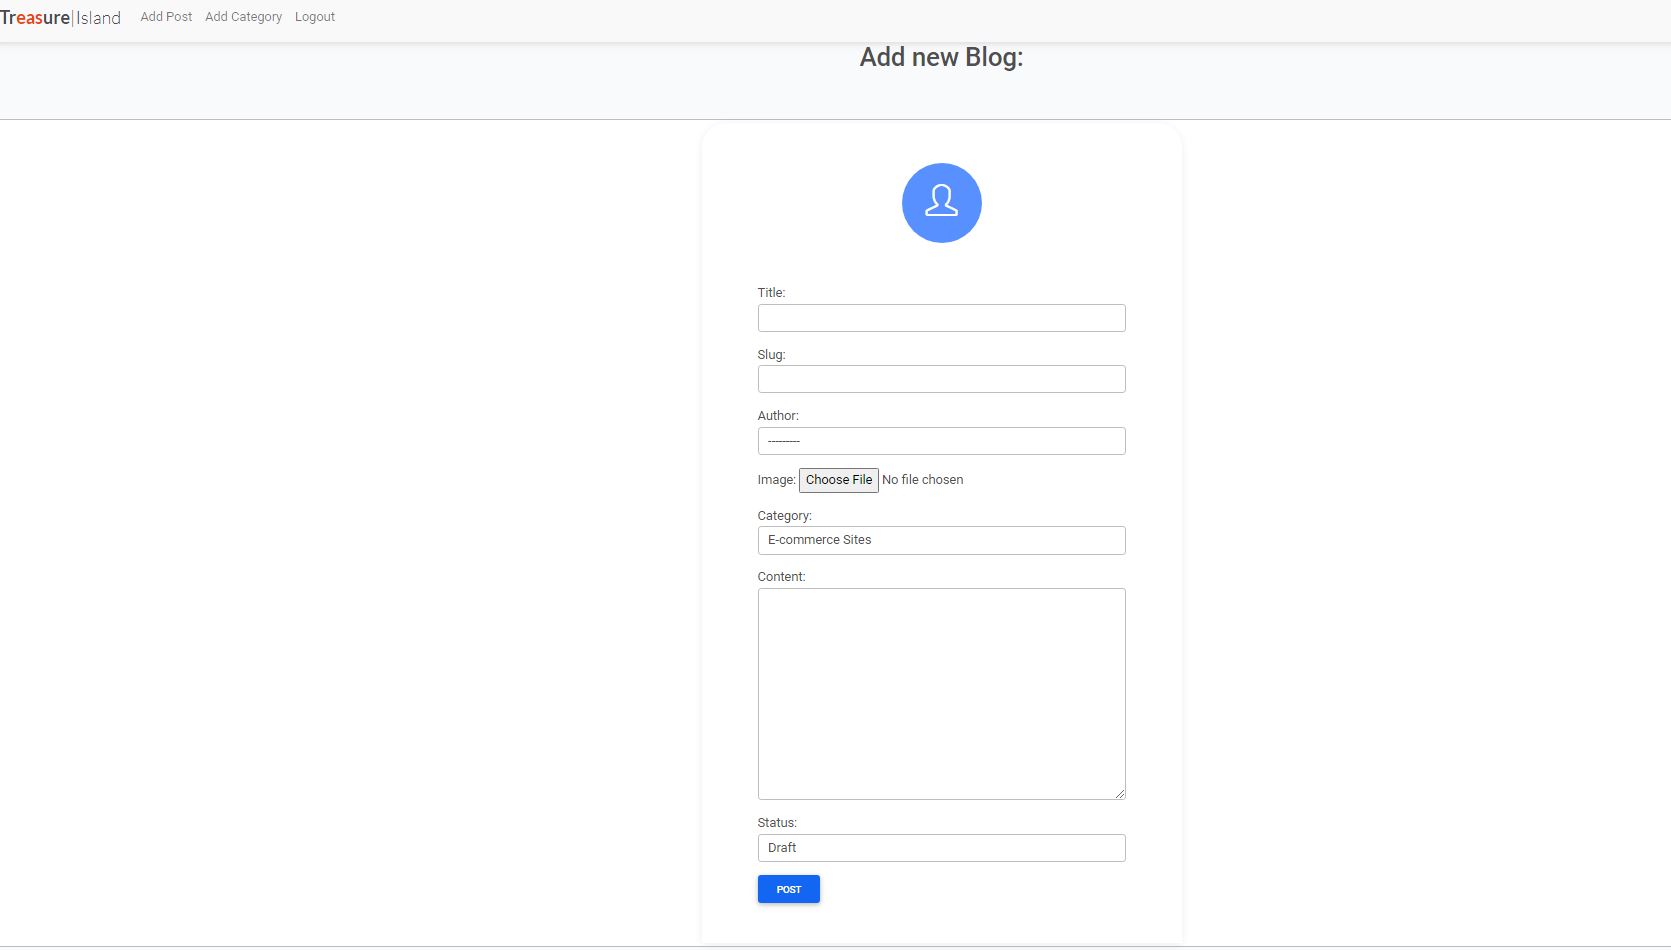 Treasure|Island Add Post Add Category Logout
Add new Blog:
Title:
Slug:
Author:
---------
Image: Choose File No file chosen
Category:
E-commerce Sites
Content:
Status:
Draft
POST